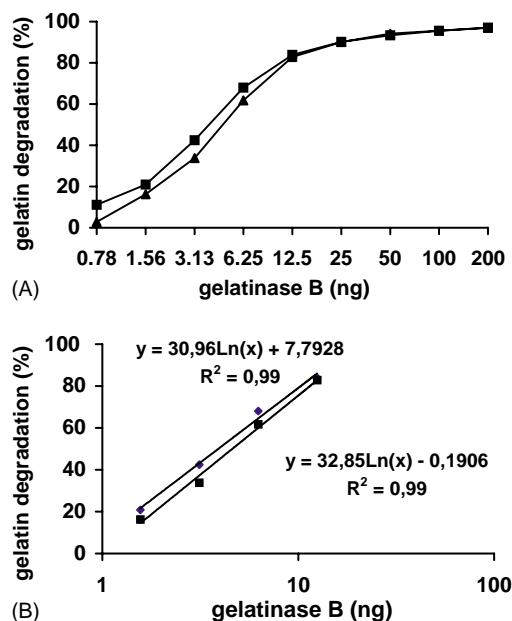 100
80
60
40
20
0
gelatin degradation (%)
0.78 1.56 3.13 6.25 12.5 25 50 100 200
(A)
gelatinase B (ng)
100
80
60
40
20
0
gelatin degradation (%)
y = 30,96Ln(x) + 7,7928
R² = 0,99
y = 32,85Ln(x) - 0,1906
R² = 0,99
1 10 100
(B)
gelatinase B (ng)